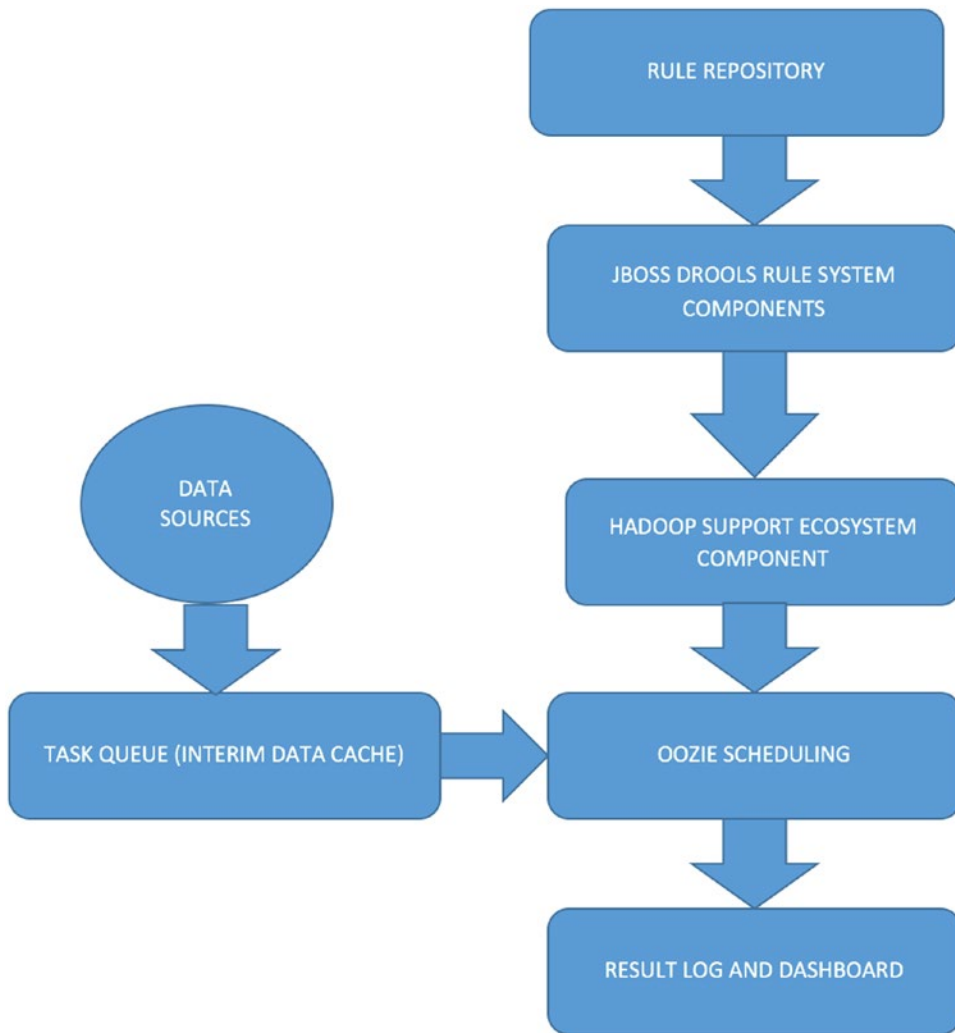 RULE REPOSITORY
JBOSS DROOLS RULE SYSTEM
COMPONENTS
DATA
SOURCES
HADOOP SUPPORT ECOSYSTEM
COMPONENT
TASK QUEUE (INTERIM DATA CACHE)
OOZIE SCHEDULING
RESULT LOG AND DASHBOARD